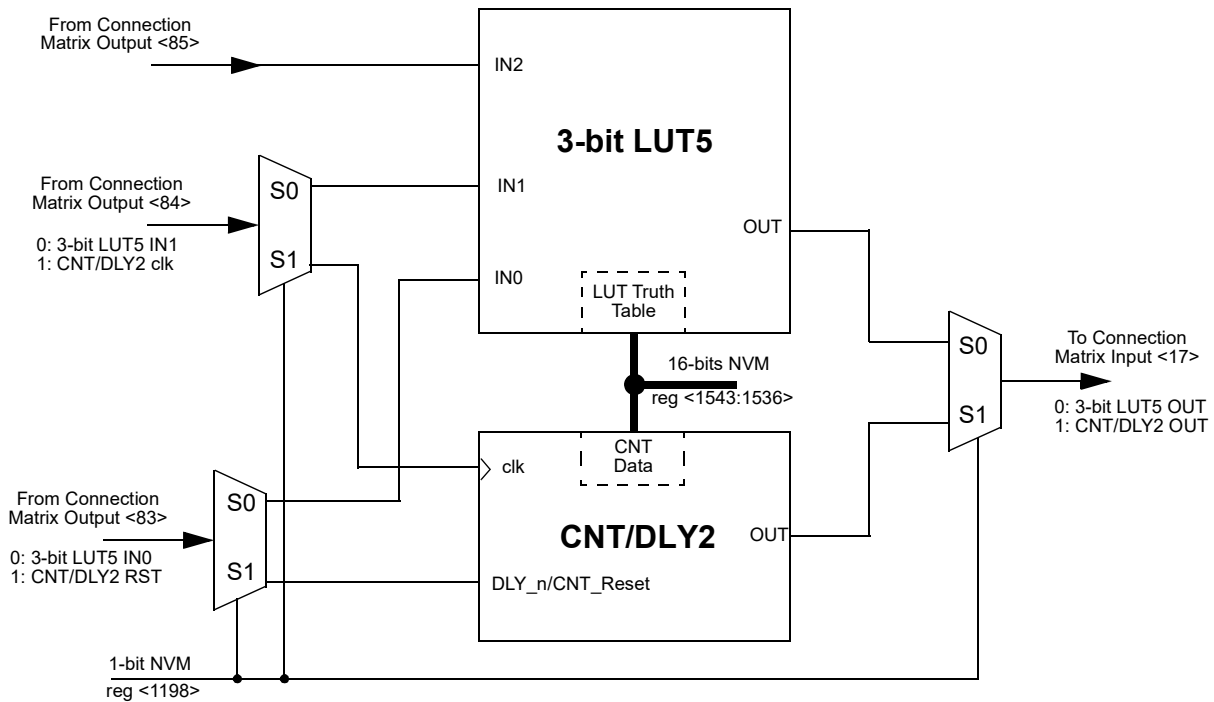 From Connection
Matrix Output <85>
IN2
3-bit LUT5
From Connection
Matrix Output <84>
S0
IN1
0: 3-bit LUT5 IN1
1: CNT/DLY2 clk
S1
OUT
IN0
LUT Truth
Table
S0
To Connection
Matrix Input <17>
16-bits NVM
reg <1543:1536>
S1
0: 3-bit LUT5 OUT
1: CNT/DLY2 OUT
CNT
Data
clk
From Connection
Matrix Output <83>
S0
CNT/DLY2
OUT
0: 3-bit LUT5 IN0
1: CNT/DLY2 RST
S1
DLY_n/CNT_Reset
1-bit NVM
reg <1198>